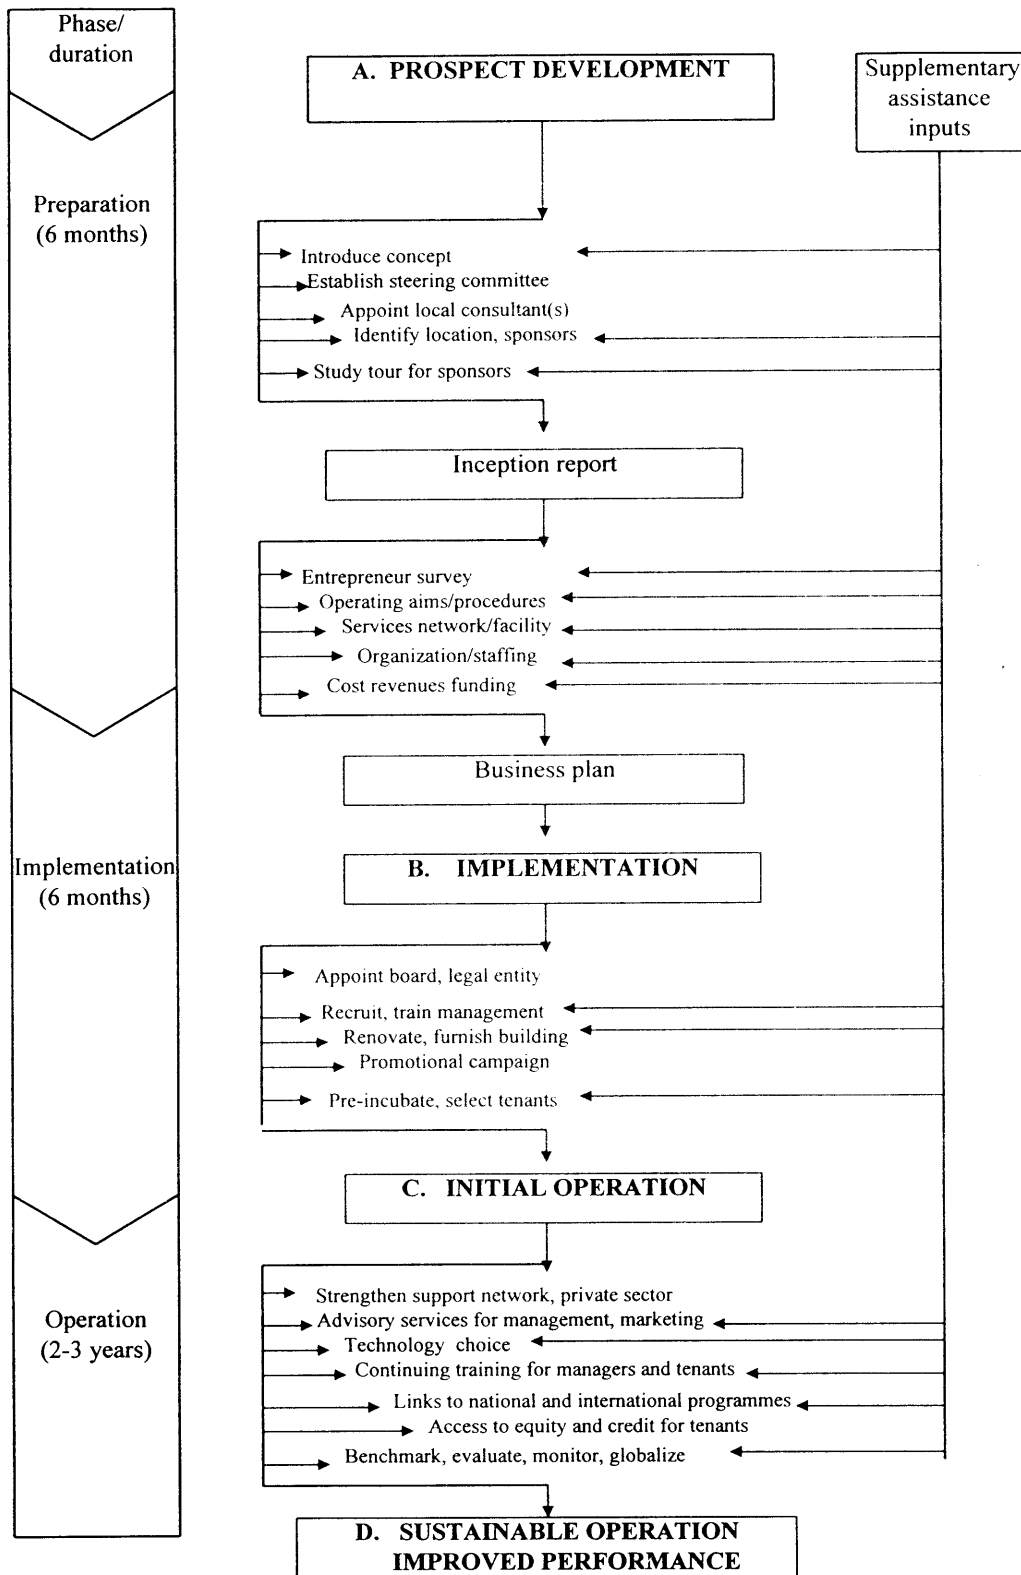 Phase/
duration
A. PROSPECT DEVELOPMENT
Supplementary
assistance
inputs
Preparation
(6 months)
Introduce concept
Establish steering committee
Appoint local consultant(s)
Identify location, sponsors
Study tour for sponsors
Inception report
Entrepreneur survey
Operating aims/procedures
Services network/facility
Organization/staffing
Cost revenues funding
Business plan
Implementation
(6 months)
B. IMPLEMENTATION
Appoint board, legal entity
Recruit, train management
Renovate, furnish building
Promotional campaign
Pre-incubate, select tenants
C. INITIAL OPERATION
Operation
(2-3 years)
Strengthen support network, private sector
Advisory services for management, marketing
Technology choice
Continuing training for managers and tenants
Links to national and international programmes
Access to equity and credit for tenants
Benchmark, evaluate, monitor, globalize
D. SUSTAINABLE OPERATION
IMPROVED PERFORMANCE